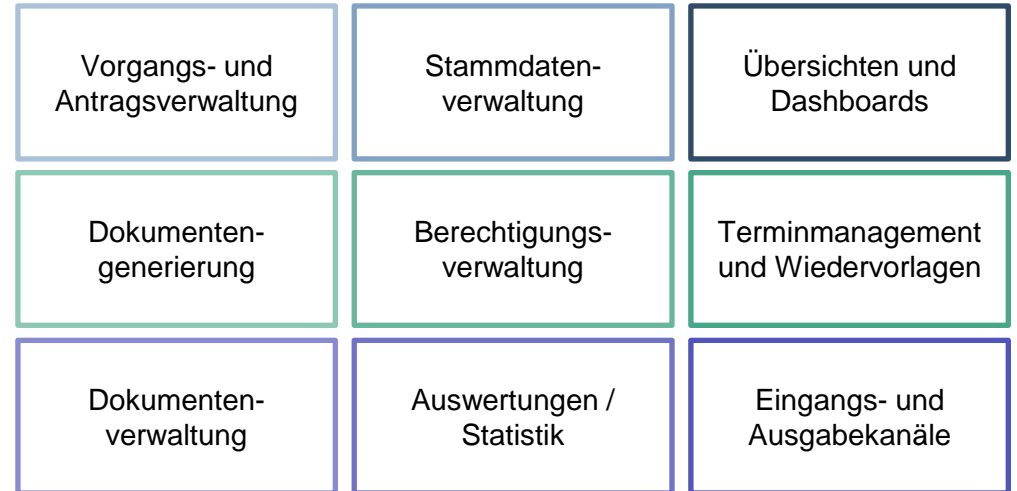 Vorgangs- und
Antragsverwaltung
Stammdaten-
verwaltung
Übersichten und
Dashboards
Dokumenten-
generierung
Berechtigungs-
verwaltung
Terminmanagement
und Wiedervorlagen
Dokumenten-
verwaltung
Auswertungen /
Statistik
Eingangs- und
Ausgabekanäle